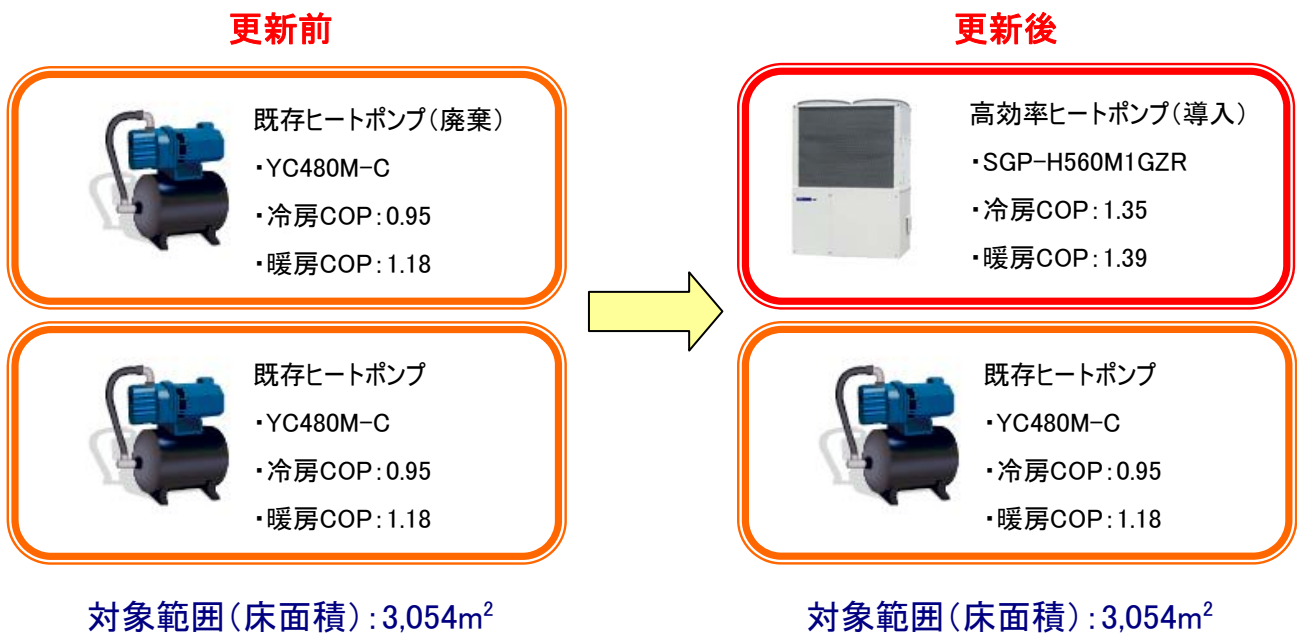 更新前
既存ヒートポンプ（廃棄）
・YC480M-C
・冷房COP：0.95
・暖房COP：1.18
既存ヒートポンプ
・YC480M-C
・冷房COP：0.95
・暖房COP：1.18
対象範囲（床面積）：3,054m²
更新後
高効率ヒートポンプ（導入）
・SGP-H560M1GZR
・冷房COP：1.35
・暖房COP：1.39
既存ヒートポンプ
・YC480M-C
・冷房COP：0.95
・暖房COP：1.18
対象範囲（床面積）：3,054m²